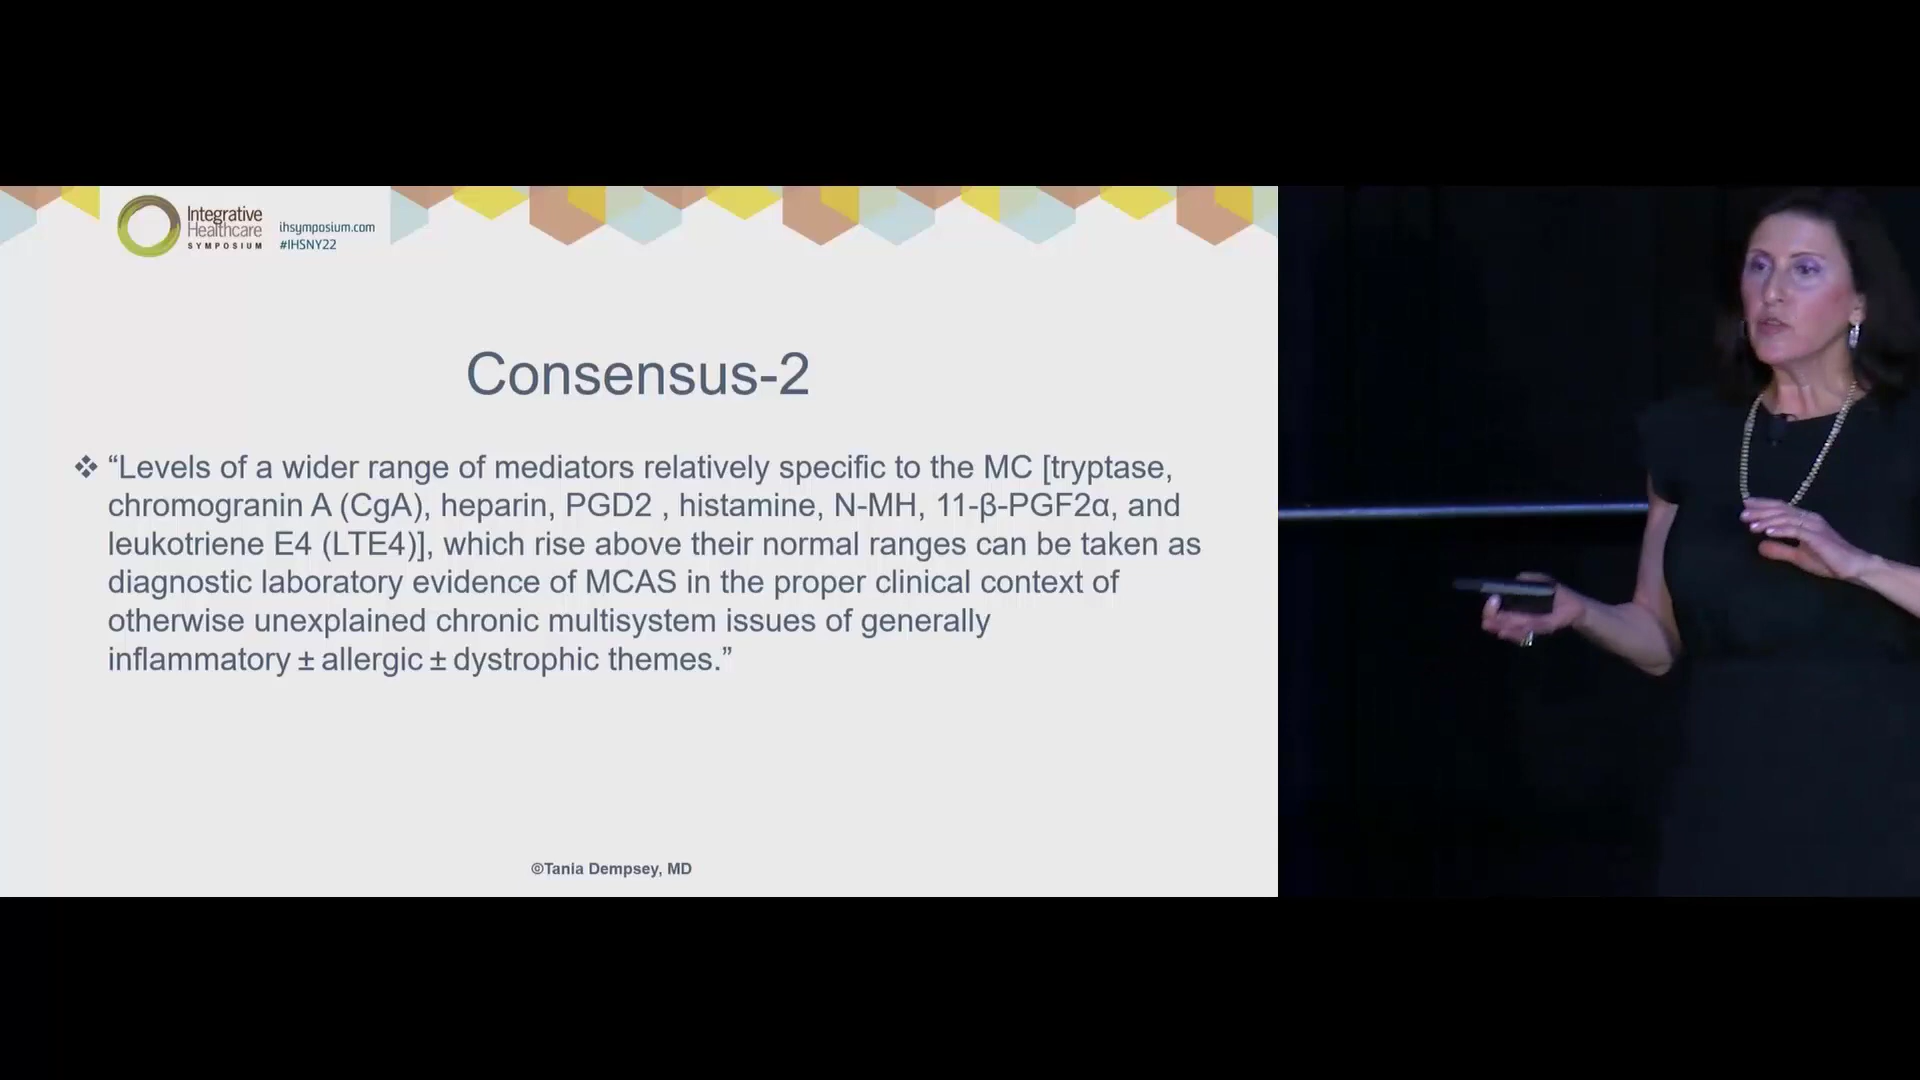 Integrative
Healthcare
SYMPOSIUM
ihsymposium.com
#IHSNY22
Consensus-2
❖ “Levels of a wider range of mediators relatively specific to the MC [tryptase,
chromogranin A (CgA), heparin, PGD2 , histamine, N-MH, 11-β-PGF2α, and
leukotriene E4 (LTE4)], which rise above their normal ranges can be taken as
diagnostic laboratory evidence of MCAS in the proper clinical context of
otherwise unexplained chronic multisystem issues of generally
inflammatory ± allergic ± dystrophic themes.”
©Tania Dempsey, MD